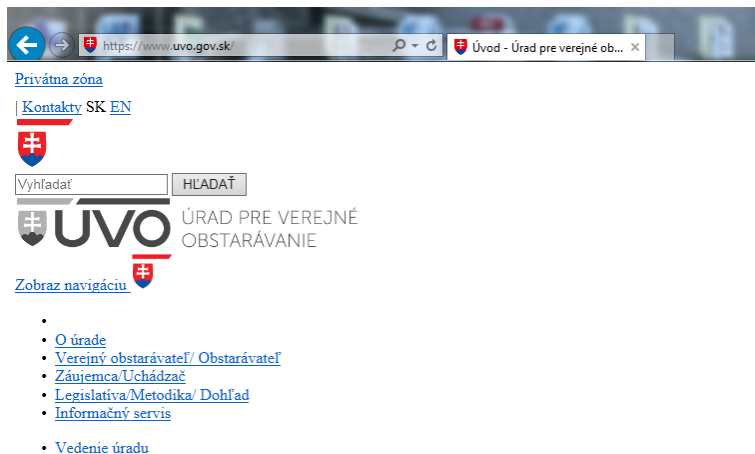 https://www.uvo.gov.sk/
Úvod - Úrad pre verejné ob...
Privátna zóna
| Kontakty SK EN
Vyhľadať HĽADAŤ
UVO ÚRAD PRE VEREJNÉ
OBSTARÁVANIE
Zobraz navigáciu
O úrade
Verejný obstarávateľ/ Obstarávateľ
Záujemca/Uchádzač
Legislatíva/Metodika/ Dohľad
Informačný servis
Vedenie úradu